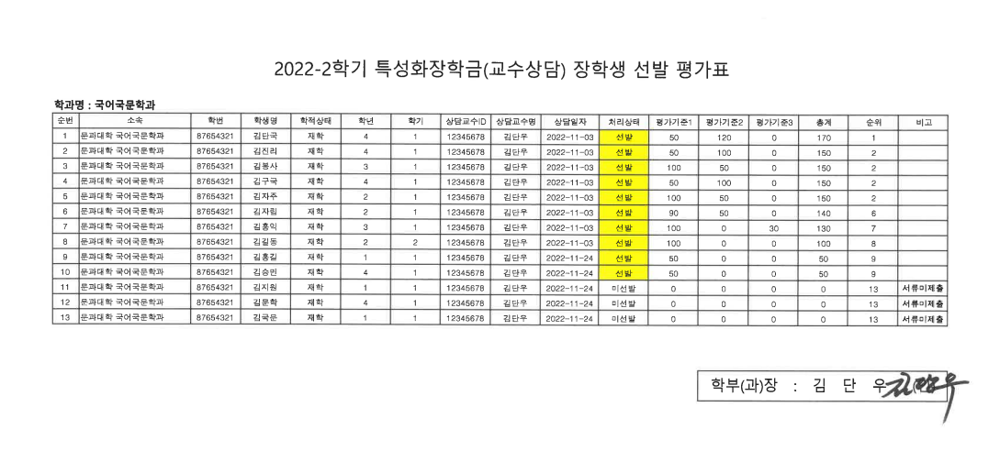 2022-2학기 특성화장학금(교수상담) 장학생 선발 평가표
학과명 : 국어국문학과
순번 소속 학번 학생명 학적상태 학년 학기 상담교수ID 상담교수명 상담일자 처리상태 평가기준1 평가기준2 평가기준3 총계 순위 비고
1 문과대학 국어국문학과 87654321 김단국 재학 4 1 12345678 김단우 2022-11-03 선발 50 120 0 170 1
2 문과대학 국어국문학과 87654321 김진리 재학 4 1 12345678 김단우 2022-11-03 선발 50 100 0 150 2
3 문과대학 국어국문학과 87654321 김봉사 재학 3 1 12345678 김단우 2022-11-03 선발 100 50 0 150 2
4 문과대학 국어국문학과 87654321 김구국 재학 4 1 12345678 김단우 2022-11-03 선발 50 100 0 150 2
5 문과대학 국어국문학과 87654321 김자주 재학 2 1 12345678 김단우 2022-11-03 선발 100 50 0 150 2
6 문과대학 국어국문학과 87654321 김자립 재학 2 1 12345678 김단우 2022-11-03 선발 90 50 0 140 6
7 문과대학 국어국문학과 87654321 김홍익 재학 3 1 12345678 김단우 2022-11-03 선발 100 0 30 130 7
8 문과대학 국어국문학과 87654321 김길동 재학 2 2 12345678 김단우 2022-11-03 선발 100 0 0 100 8
9 문과대학 국어국문학과 87654321 김홍길 재학 1 1 12345678 김단우 2022-11-24 선발 50 0 0 50 9
10 문과대학 국어국문학과 87654321 김승민 재학 4 1 12345678 김단우 2022-11-24 선발 50 0 0 50 9
11 문과대학 국어국문학과 87654321 김지원 재학 1 1 12345678 김단우 2022-11-24 미선발 0 0 0 0 13 서류미제출
12 문과대학 국어국문학과 87654321 김문학 재학 4 1 12345678 김단우 2022-11-24 미선발 0 0 0 0 13 서류미제출
13 문과대학 국어국문학과 87654321 김국문 재학 1 1 12345678 김단우 2022-11-24 미선발 0 0 0 0 13 서류미제출
학부(과)장 : 김 단 우 김단우